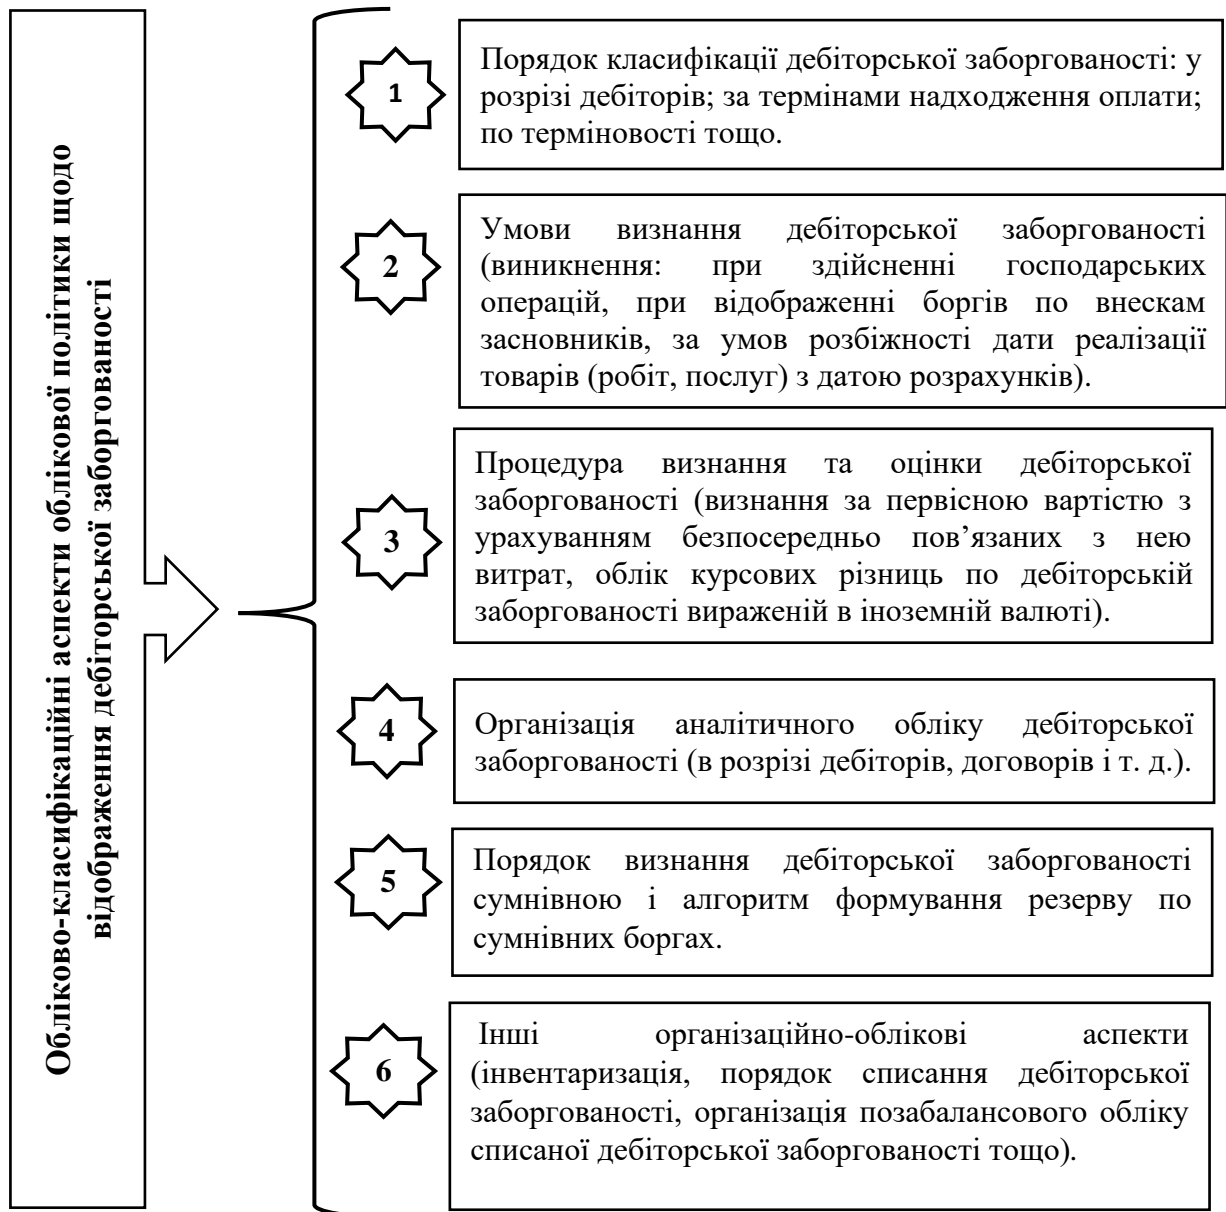 Обліково-класифікаційні аспекти облікової політики щодо
відображення дебіторської заборгованості
1
Порядок класифікації дебіторської заборгованості: у
розрізі дебіторів; за термінами надходження оплати;
по терміновості тощо.
2
Умови визнання дебіторської заборгованості
(виникнення: при здійсненні господарських
операцій, при відображенні боргів по внескам
засновників, за умов розбіжності дати реалізації
товарів (робіт, послуг) з датою розрахунків).
3
Процедура визнання та оцінки дебіторської
заборгованості (визнання за первісною вартістю з
урахуванням безпосередньо пов’язаних з нею
витрат, облік курсових різниць по дебіторській
заборгованості вираженій в іноземній валюті).
4
Організація аналітичного обліку дебіторської
заборгованості (в розрізі дебіторів, договорів і т. д.).
5
Порядок визнання дебіторської заборгованості
сумнівною і алгоритм формування резерву по
сумнівних боргах.
6
Інші організаційно-облікові аспекти
(інвентаризація, порядок списання дебіторської
заборгованості, організація позабалансового обліку
списаної дебіторської заборгованості тощо).